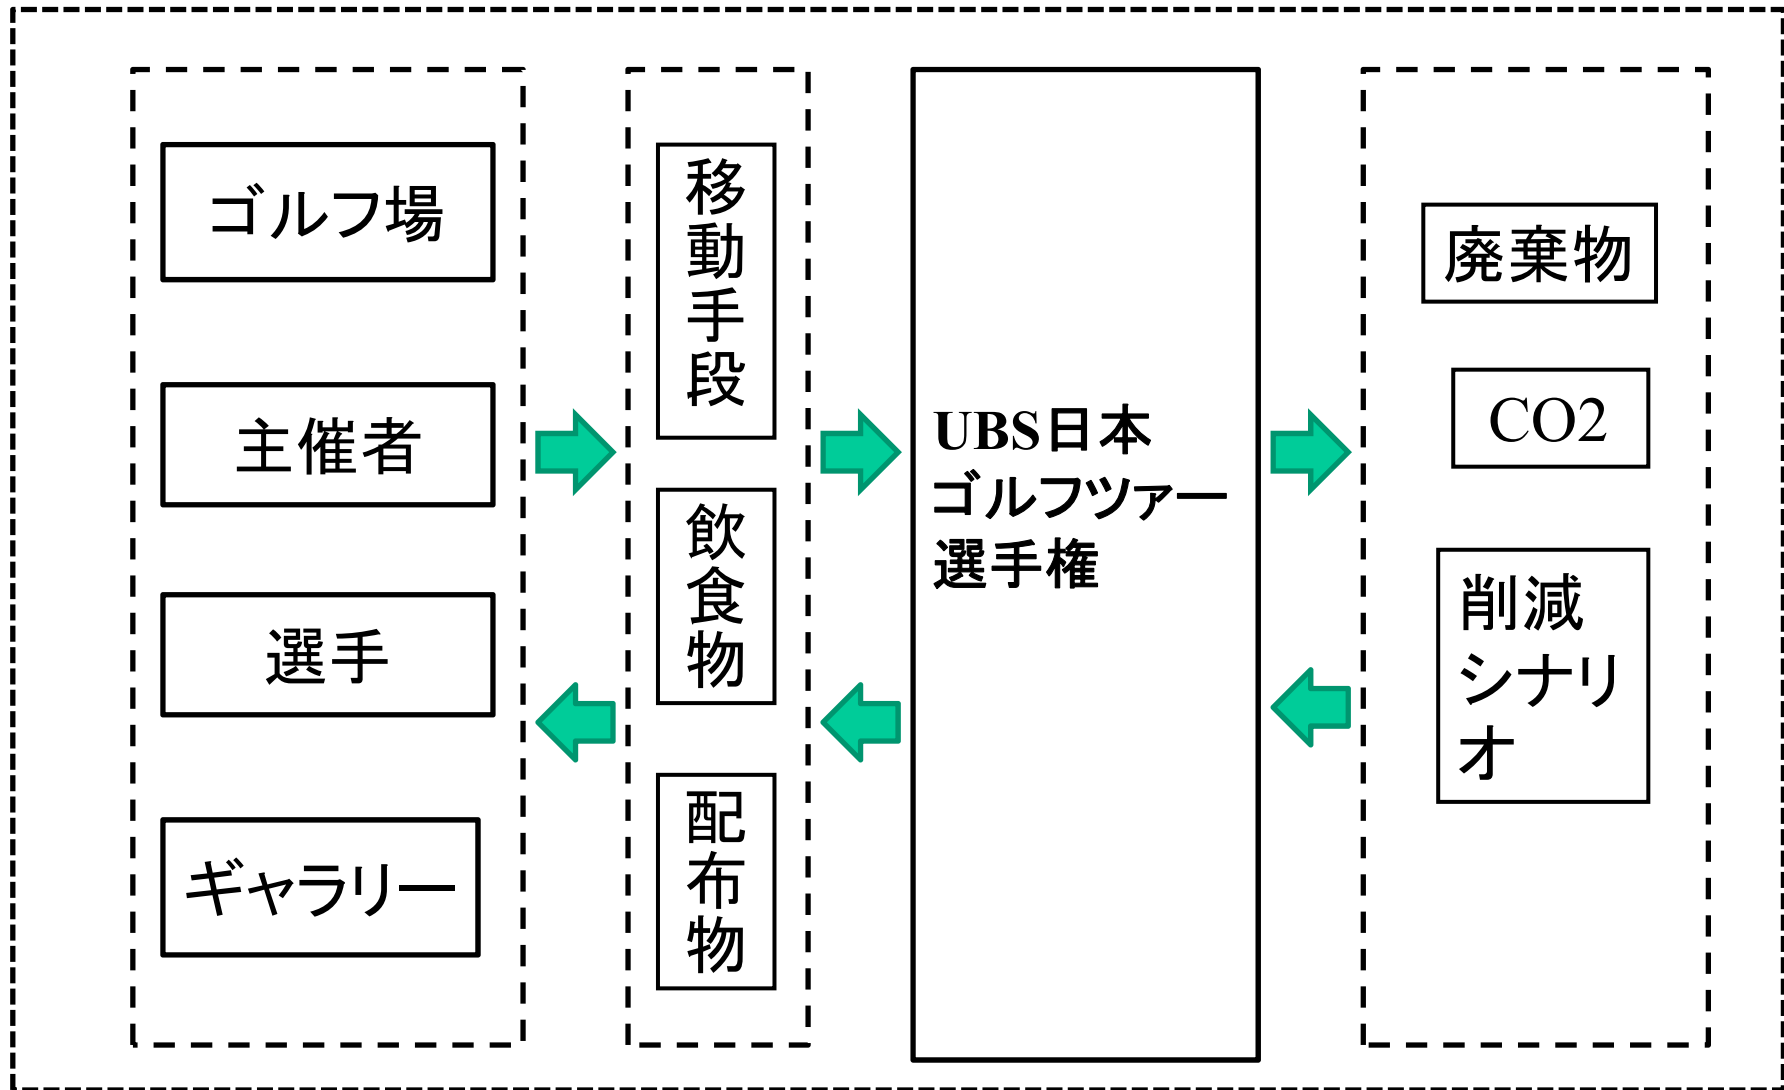 ゴルフ場
主催者
選手
ギャラリー
移動手段
飲食物
配布物
UBS日本
ゴルフツァー
選手権
廃棄物
CO2
削減
シナリ
オ